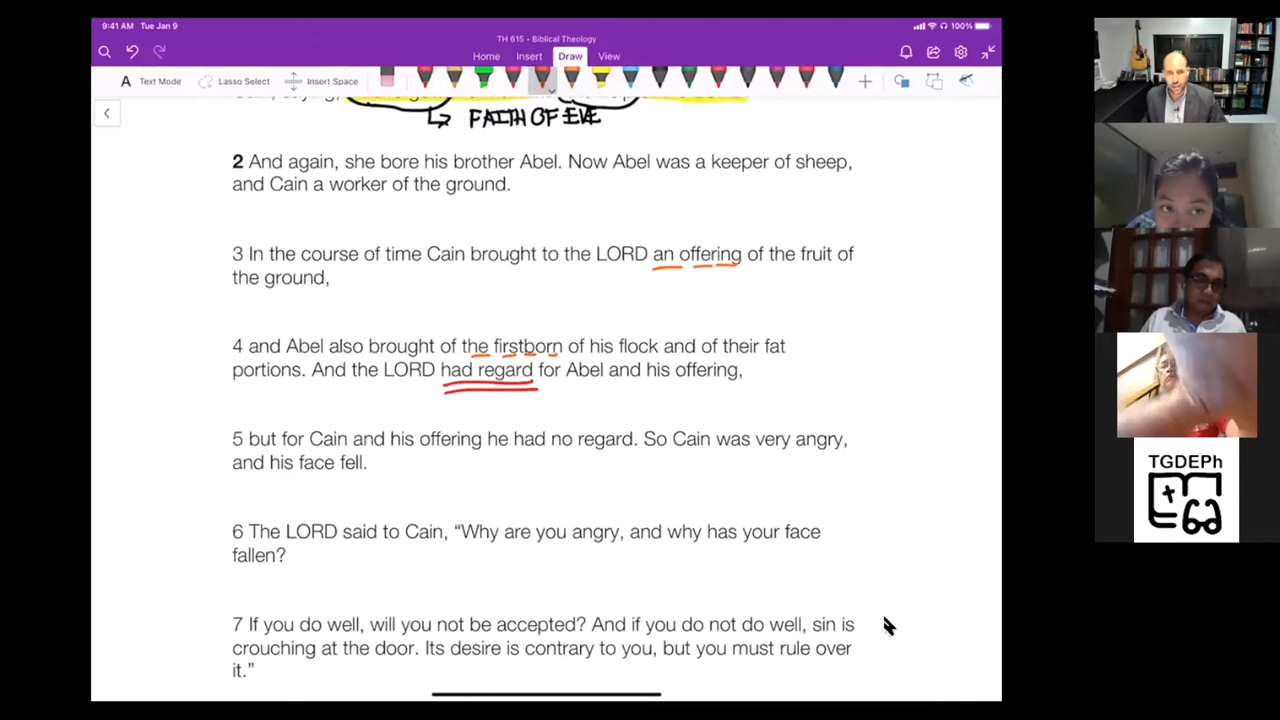 9:41 AM Tue Jan 9
100%
TH 615 - Biblical Theology
Home Insert Draw View
Text Mode Lasso Select Insert Space
FAITH OF EVE
2 And again, she bore his brother Abel. Now Abel was a keeper of sheep,
and Cain a worker of the ground.
3 In the course of time Cain brought to the LORD an offering of the fruit of
the ground,
4 and Abel also brought of the firstborn of his flock and of their fat
portions. And the LORD had regard for Abel and his offering,
5 but for Cain and his offering he had no regard. So Cain was very angry,
and his face fell.
6 The LORD said to Cain, “Why are you angry, and why has your face
fallen?
7 If you do well, will you not be accepted? And if you do not do well, sin is
crouching at the door. Its desire is contrary to you, but you must rule over
it.”
TGDEPh